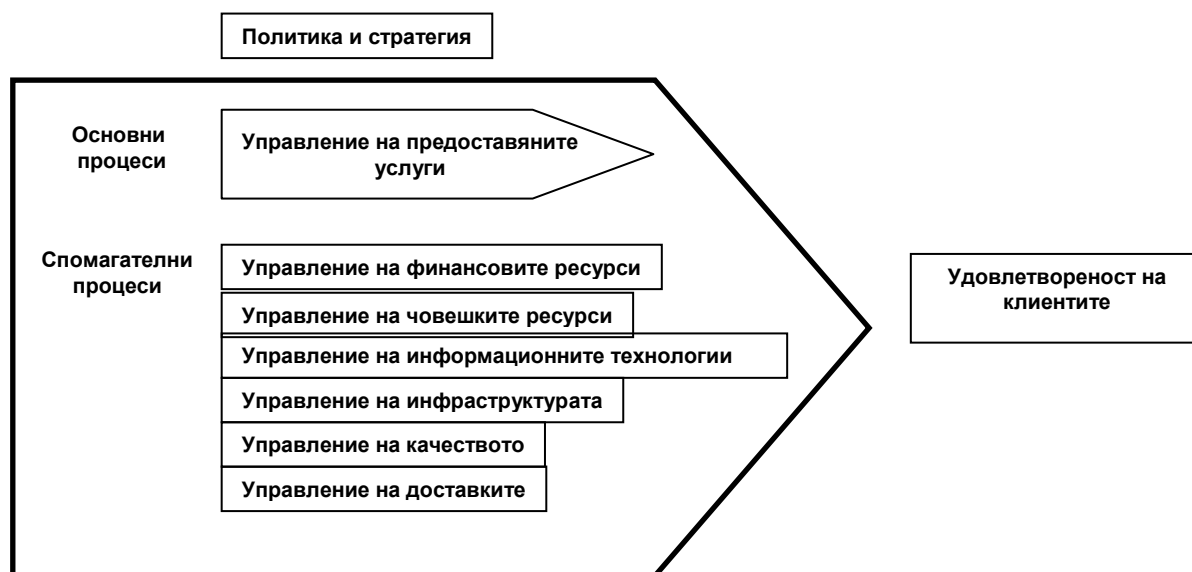 Политика и стратегия
Основни
процеси
Управление на предоставяните
услуги
Спомагателни
процеси
Управление на финансовите ресурси
Управление на човешките ресурси
Управление на информационните технологии
Управление на инфраструктурата
Управление на качеството
Управление на доставките
Удовлетвореност на
клиентите